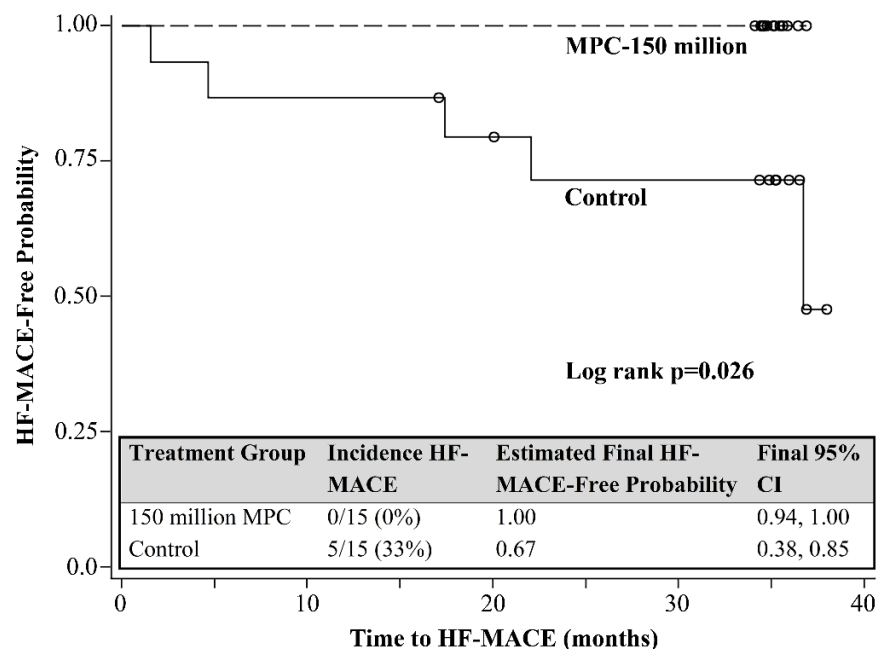 1.00
MPC-150 million
0.75
Control
0.50
Log rank p=0.026
0.25
Treatment Group Incidence HF-MACE Estimated Final HF-MACE-Free Probability Final 95% CI
150 million MPC 0/15 (0%) 1.00 0.94, 1.00
Control 5/15 (33%) 0.67 0.38, 0.85
0.0
0 10 20 30 40
Time to HF-MACE (months)
HF-MACE-Free Probability